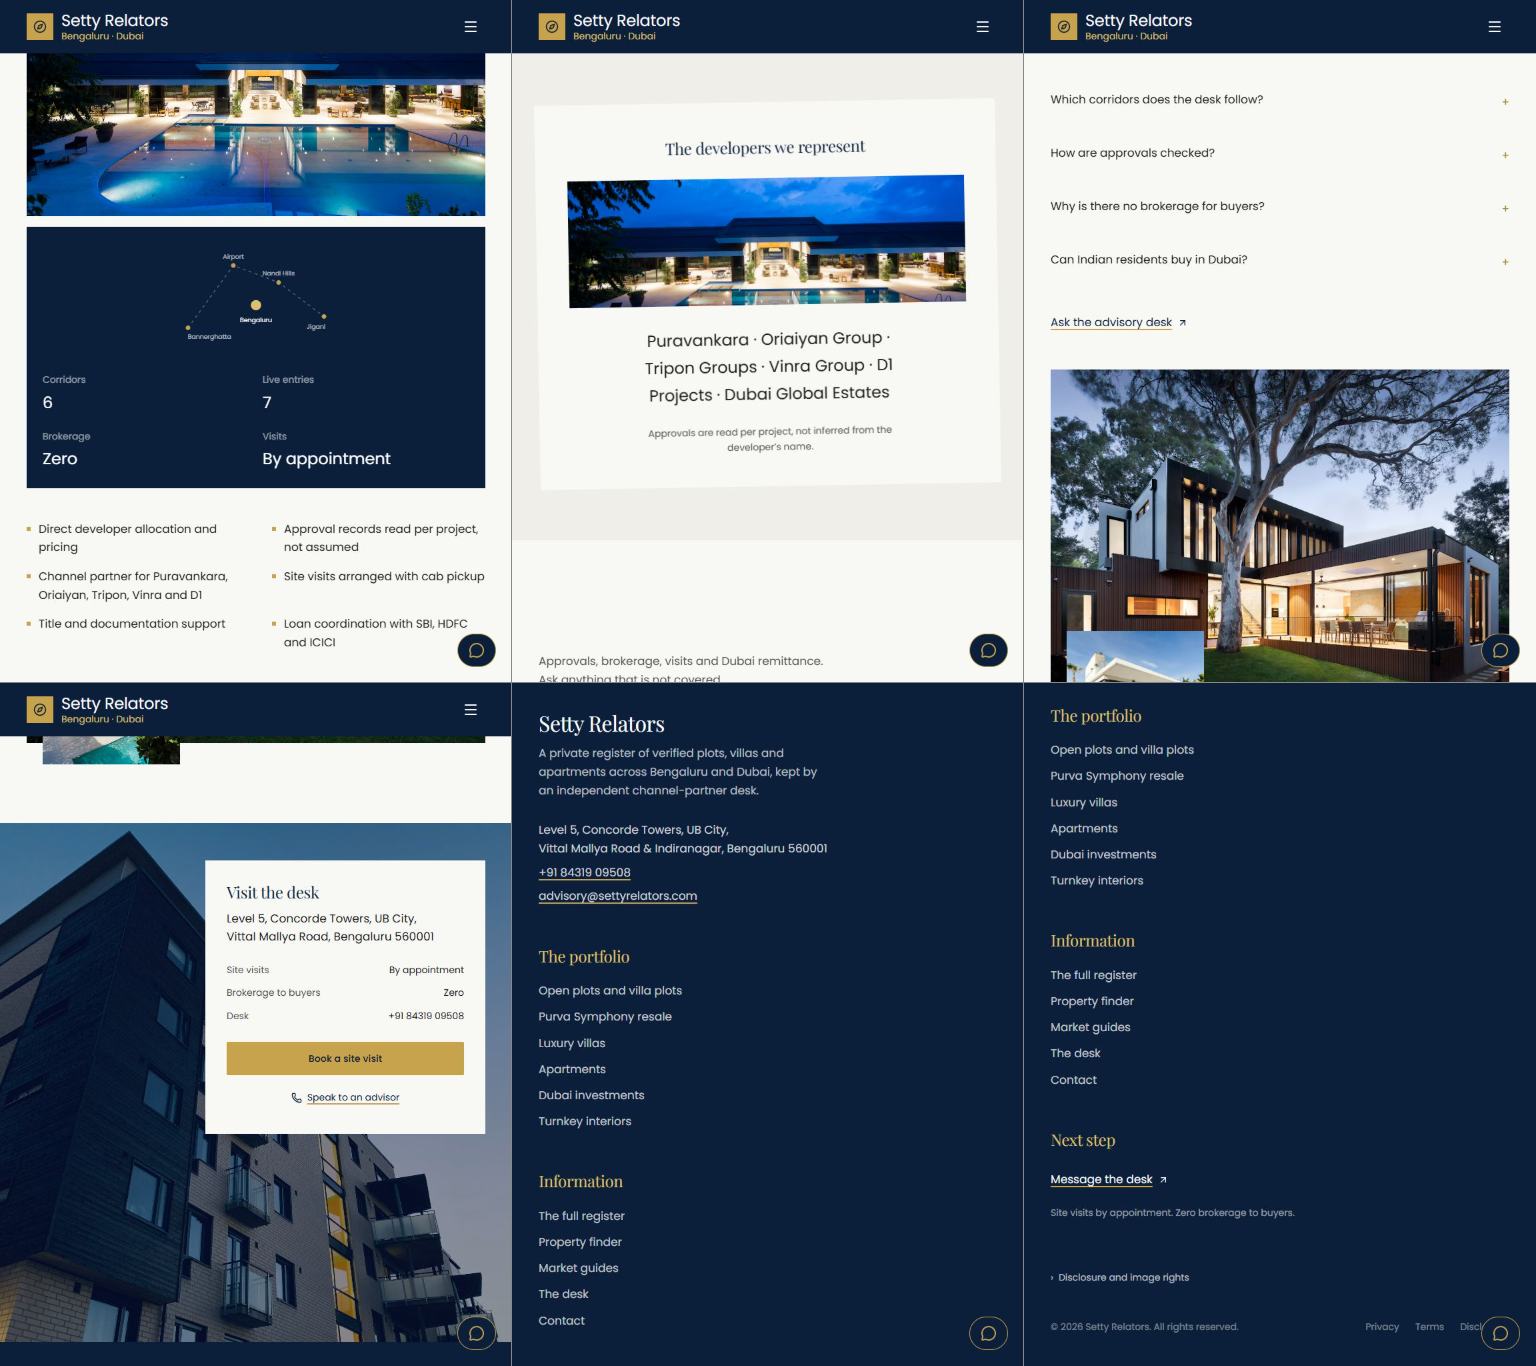 Setty Relators
Bengaluru · Dubai
Airport
Nandi Hills
Bengaluru
Jigani
Bannerghatta
Corridors
Live entries
6
7
Brokerage
Visits
Zero
By appointment
Direct developer allocation and
pricing
Approval records read per project,
not assumed
Channel partner for Puravankara,
Oriaiyan, Tripon, Vinra and D1
Site visits arranged with cab pickup
Title and documentation support
Loan coordination with SBI, HDFC
and ICICI
Setty Relators
Bengaluru · Dubai
The developers we represent
Puravankara · Oriaiyan Group ·
Tripon Groups · Vinra Group · D1
Projects · Dubai Global Estates
Approvals are read per project, not inferred from the
developer's name.
Approvals, brokerage, visits and Dubai remittance.
Ask anything that is not covered
Setty Relators
Bengaluru · Dubai
Which corridors does the desk follow? +
How are approvals checked? +
Why is there no brokerage for buyers? +
Can Indian residents buy in Dubai? +
Ask the advisory desk
Setty Relators
Bengaluru · Dubai
Visit the desk
Level 5, Concorde Towers, UB City,
Vittal Mallya Road, Bengaluru 560001
Site visits By appointment
Brokerage to buyers Zero
Desk +91 84319 09508
Book a site visit
Speak to an advisor
Setty Relators
A private register of verified plots, villas and
apartments across Bengaluru and Dubai, kept by
an independent channel-partner desk.
Level 5, Concorde Towers, UB City,
Vittal Mallya Road & Indiranagar, Bengaluru 560001
+91 84319 09508
advisory@settyrelators.com
The portfolio
Open plots and villa plots
Purva Symphony resale
Luxury villas
Apartments
Dubai investments
Turnkey interiors
Information
The full register
Property finder
Market guides
The desk
Contact
The portfolio
Open plots and villa plots
Purva Symphony resale
Luxury villas
Apartments
Dubai investments
Turnkey interiors
Information
The full register
Property finder
Market guides
The desk
Contact
Next step
Message the desk
Site visits by appointment. Zero brokerage to buyers.
› Disclosure and image rights
© 2026 Setty Relators. All rights reserved. Privacy Terms